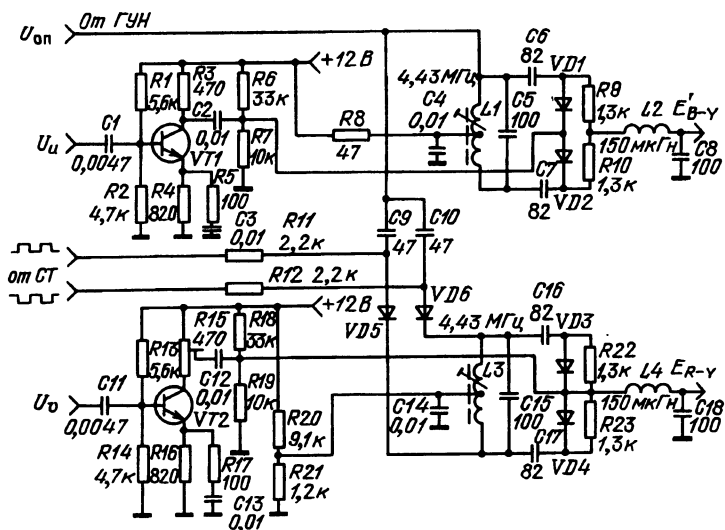 Uоп
От ГУН
+12 В
R1
5,6к
R3
470
R6
33к
C2
0,01
R7
10к
C1
0,0047
Uu
VT1
R2
4,7к
R4
820
R5
100
C3
0,01
R8
47
C4
0,01
4,43 МГц
L1
C5
100
C6
82
VD1
R9
1,3к
L2
150 мкГн
E'B-Y
C8
100
C7
82
VD2
R10
1,3к
от СТ
R11
2,2к
R12 2,2к
C9
47
C10
47
VD5
VD6
+12В
R13
5,6к
R15
470
R18
33к
C12
0,01
R19
10к
C11
0,0047
Uv
VT2
R14
4,7к
R16
820
R17
100
C13
0,01
R20
9,1к
R21
1,2к
C14
0,01
4,43 МГц
L3
C15
100
C16
82
VD3
R22
1,3к
L4
150 мкГн
ER-Y
C18
100
C17
82
VD4
R23
1,3к